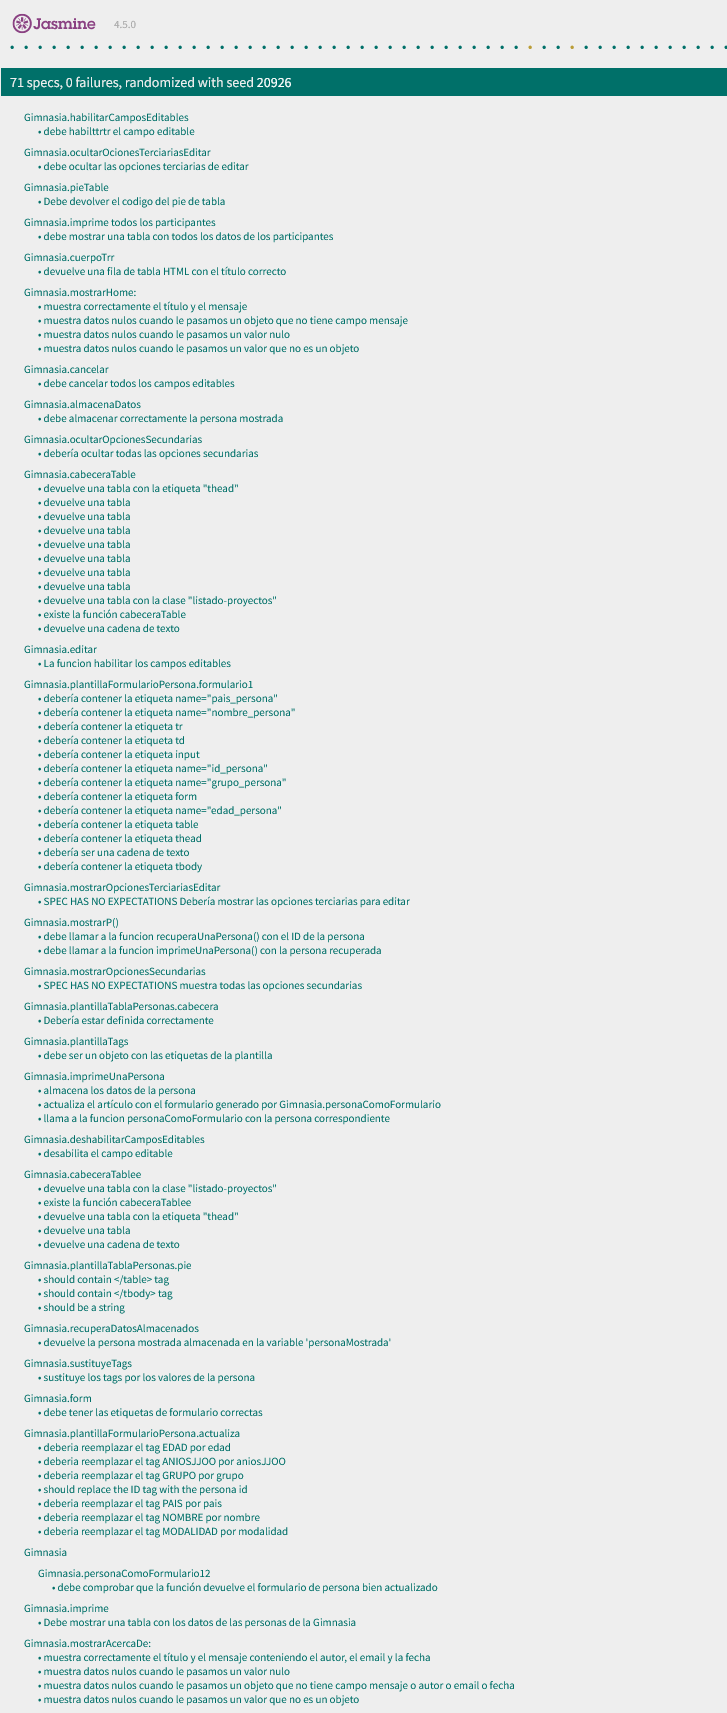 Jasmine 4.5.0
71 specs, 0 failures, randomized with seed 20926
Gimnasia.habilitarCamposEditables
• debe habilttrtr el campo editable
Gimnasia.ocultarOcionesTerciariasEditar
• debe ocultar las opciones terciarias de editar
Gimnasia.pieTable
• Debe devolver el codigo del pie de tabla
Gimnasia.imprime todos los participantes
• debe mostrar una tabla con todos los datos de los participantes
Gimnasia.cuerpoTrr
• devuelve una fila de tabla HTML con el título correcto
Gimnasia.mostrarHome:
• muestra correctamente el título y el mensaje
• muestra datos nulos cuando le pasamos un objeto que no tiene campo mensaje
• muestra datos nulos cuando le pasamos un valor nulo
• muestra datos nulos cuando le pasamos un valor que no es un objeto
Gimnasia.cancelar
• debe cancelar todos los campos editables
Gimnasia.almacenaDatos
• debe almacenar correctamente la persona mostrada
Gimnasia.ocultarOpcionesSecundarias
• debería ocultar todas las opciones secundarias
Gimnasia.cabeceraTable
• devuelve una tabla con la etiqueta "thead"
• devuelve una tabla
• devuelve una tabla
• devuelve una tabla
• devuelve una tabla
• devuelve una tabla
• devuelve una tabla
• devuelve una tabla
• devuelve una tabla con la clase "listado-proyectos"
• existe la función cabeceraTable
• devuelve una cadena de texto
Gimnasia.editar
• La funcion habilitar los campos editables
Gimnasia.plantillaFormularioPersona.formulario1
• debería contener la etiqueta name="pais_persona"
• debería contener la etiqueta name="nombre_persona"
• debería contener la etiqueta tr
• debería contener la etiqueta td
• debería contener la etiqueta input
• debería contener la etiqueta name="id_persona"
• debería contener la etiqueta name="grupo_persona"
• debería contener la etiqueta form
• debería contener la etiqueta name="edad_persona"
• debería contener la etiqueta table
• debería contener la etiqueta thead
• debería ser una cadena de texto
• debería contener la etiqueta tbody
Gimnasia.mostrarOpcionesTerciariasEditar
• SPEC HAS NO EXPECTATIONS Debería mostrar las opciones terciarias para editar
Gimnasia.mostrarP()
• debe llamar a la funcion recuperaUnaPersona() con el ID de la persona
• debe llamar a la funcion imprimeUnaPersona() con la persona recuperada
Gimnasia.mostrarOpcionesSecundarias
• SPEC HAS NO EXPECTATIONS muestra todas las opciones secundarias
Gimnasia.plantillaTablaPersonas.cabecera
• Debería estar definida correctamente
Gimnasia.plantillaTags
• debe ser un objeto con las etiquetas de la plantilla
Gimnasia.imprimeUnaPersona
• almacena los datos de la persona
• actualiza el artículo con el formulario generado por Gimnasia.personaComoFormulario
• llama a la funcion personaComoFormulario con la persona correspondiente
Gimnasia.deshabilitarCamposEditables
• desabilita el campo editable
Gimnasia.cabeceraTablee
• devuelve una tabla con la clase "listado-proyectos"
• existe la función cabeceraTablee
• devuelve una tabla con la etiqueta "thead"
• devuelve una tabla
• devuelve una cadena de texto
Gimnasia.plantillaTablaPersonas.pie
• should contain </table> tag
• should contain </tbody> tag
• should be a string
Gimnasia.recuperaDatosAlmacenados
• devuelve la persona mostrada almacenada en la variable 'personaMostrada'
Gimnasia.sustituyeTags
• sustituye los tags por los valores de la persona
Gimnasia.form
• debe tener las etiquetas de formulario correctas
Gimnasia.plantillaFormularioPersona.actualiza
• deberia reemplazar el tag EDAD por edad
• deberia reemplazar el tag ANIOSJJOO por aniosJJOO
• deberia reemplazar el tag GRUPO por grupo
• should replace the ID tag with the persona id
• deberia reemplazar el tag PAIS por pais
• deberia reemplazar el tag NOMBRE por nombre
• deberia reemplazar el tag MODALIDAD por modalidad
Gimnasia
Gimnasia.personaComoFormulario12
• debe comprobar que la función devuelve el formulario de persona bien actualizado
Gimnasia.imprime
• Debe mostrar una tabla con los datos de las personas de la Gimnasia
Gimnasia.mostrarAcercaDe:
• muestra correctamente el título y el mensaje conteniendo el autor, el email y la fecha
• muestra datos nulos cuando le pasamos un valor nulo
• muestra datos nulos cuando le pasamos un objeto que no tiene campo mensaje o autor o email o fecha
• muestra datos nulos cuando le pasamos un valor que no es un objeto